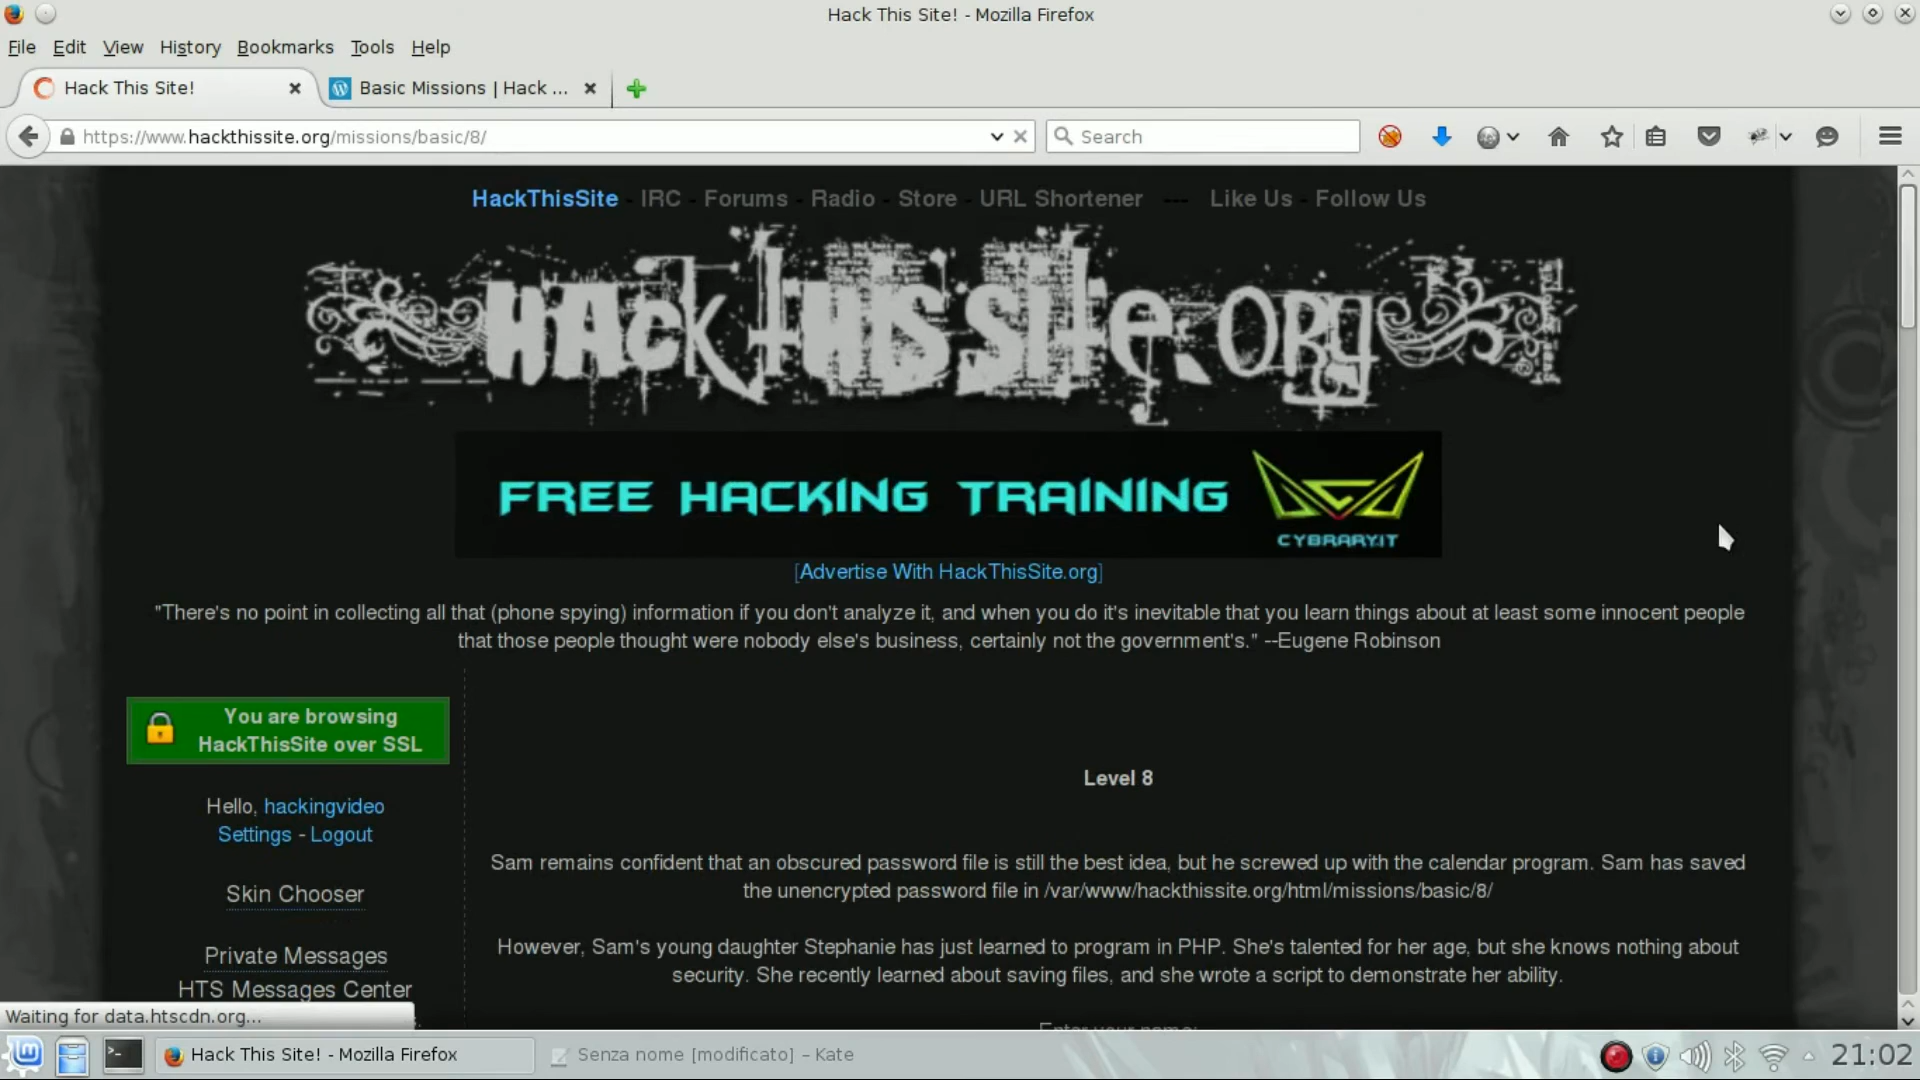 Hack This Site! - Mozilla Firefox
File Edit View History Bookmarks Tools Help
Hack This Site!
Basic Missions | Hack ...
https://www.hackthissite.org/missions/basic/8/
Search
HackThisSite - IRC - Forums - Radio - Store - URL Shortener --- Like Us - Follow Us
HackThisSite.org
FREE HACKING TRAINING
CYBRARY.IT
[Advertise With HackThisSite.org]
"There's no point in collecting all that (phone spying) information if you don't analyze it, and when you do it's inevitable that you learn things about at least some innocent people
that those people thought were nobody else's business, certainly not the government's." --Eugene Robinson
You are browsing
HackThisSite over SSL
Hello, hackingvideo
Settings - Logout
Skin Chooser
Private Messages
HTS Messages Center
Level 8
Sam remains confident that an obscured password file is still the best idea, but he screwed up with the calendar program. Sam has saved
the unencrypted password file in /var/www/hackthissite.org/html/missions/basic/8/
However, Sam's young daughter Stephanie has just learned to program in PHP. She's talented for her age, but she knows nothing about
security. She recently learned about saving files, and she wrote a script to demonstrate her ability.
Enter your name:
Waiting for data.htscdn.org...
Hack This Site! - Mozilla Firefox
Senza nome [modificato] – Kate
21:02